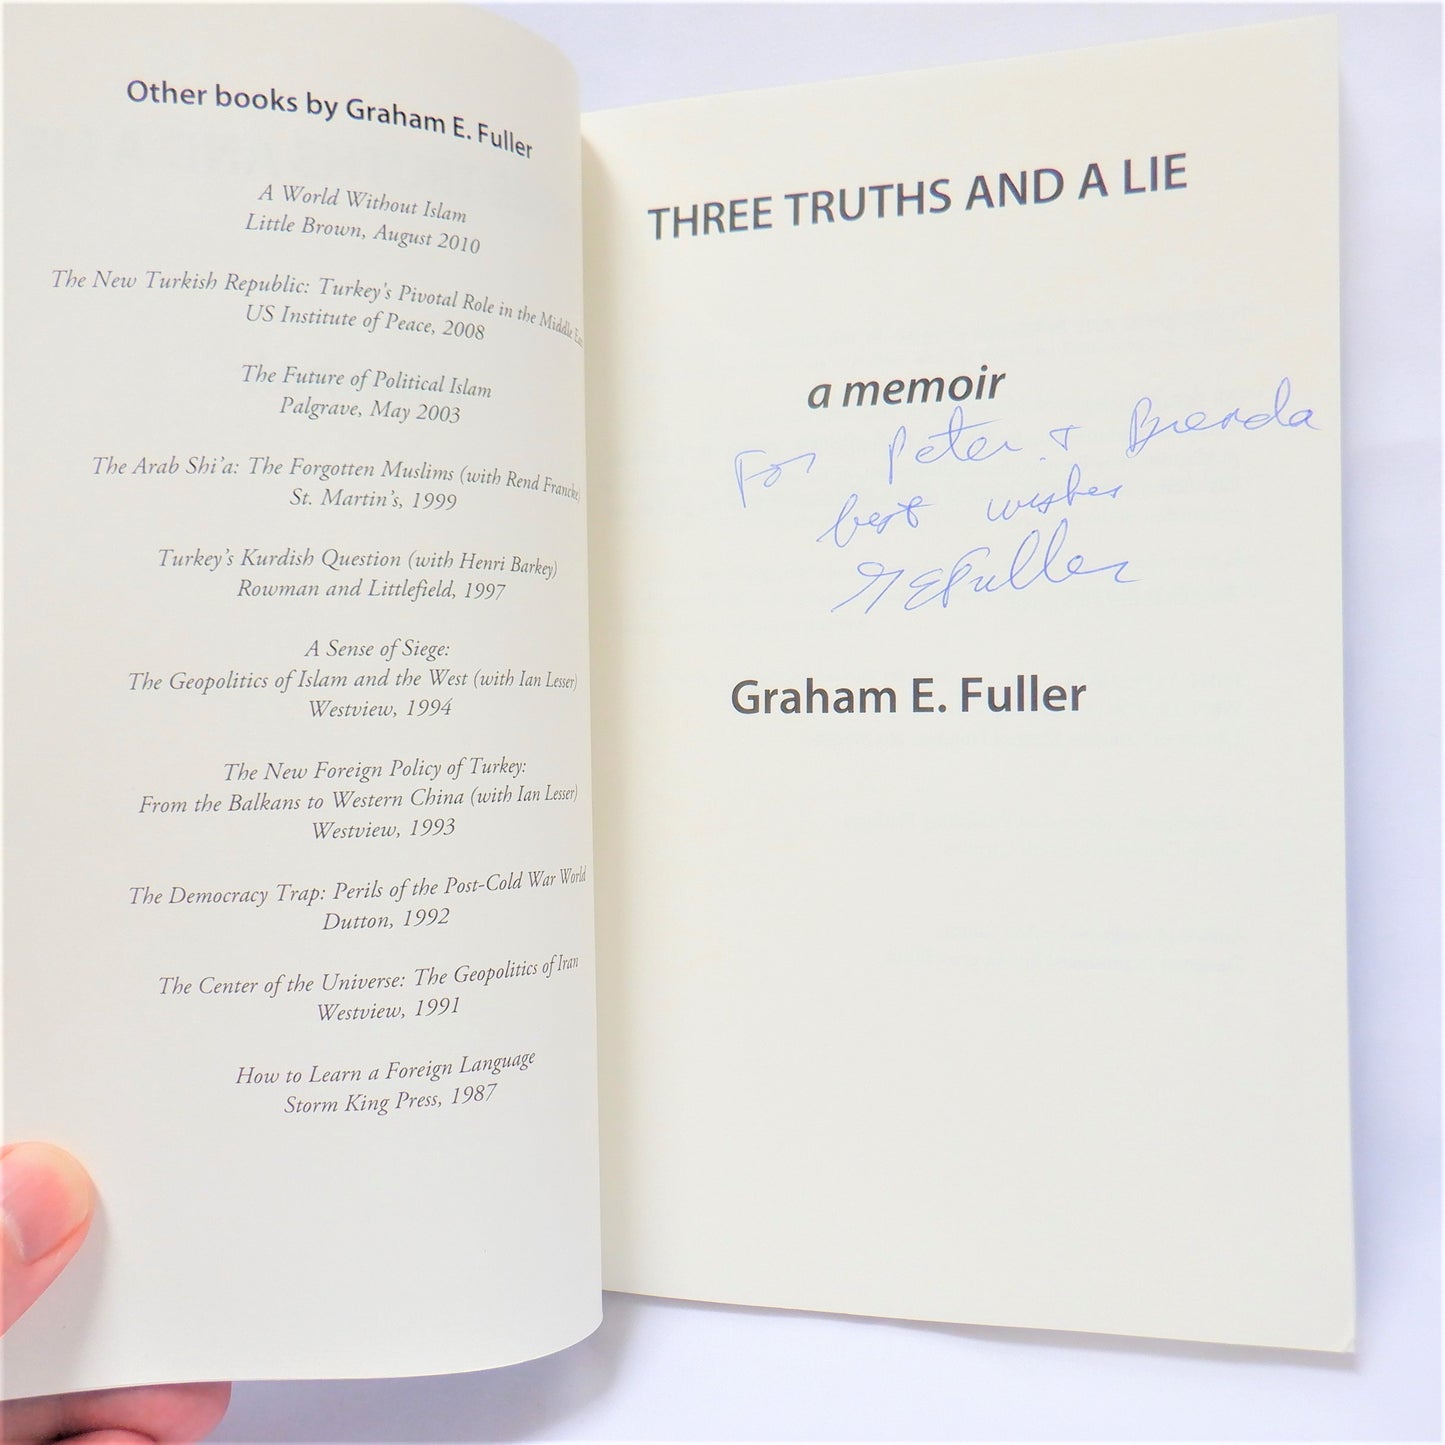 Other books by Graham E. Fuller
A World Without Islam
Little Brown, August 2010
The New Turkish Republic: Turkey's Pivotal Role in the Middle
US Institute of Peace, 2008
The Future of Political Islam
Palgrave, May 2003
The Arab Shi'a: The Forgotten Muslims (with Rend Francke)
St. Martin's, 1999
Turkey's Kurdish Question (with Henri Barkey)
Rowman and Littlefield, 1997
A Sense of Siege:
The Geopolitics of Islam and the West (with Ian Lesser)
Westview, 1994
The New Foreign Policy of Turkey:
From the Balkans to Western China (with Ian Lesser)
Westview, 1993
The Democracy Trap: Perils of the Post-Cold War World
Dutton, 1992
The Center of the Universe: The Geopolitics of Iran
Westview, 1991
How to Learn a Foreign Language
Storm King Press, 1987
THREE TRUTHS AND A LIE
a memoir
For Peter & Brenda
best wishes
GEFuller
Graham E. Fuller